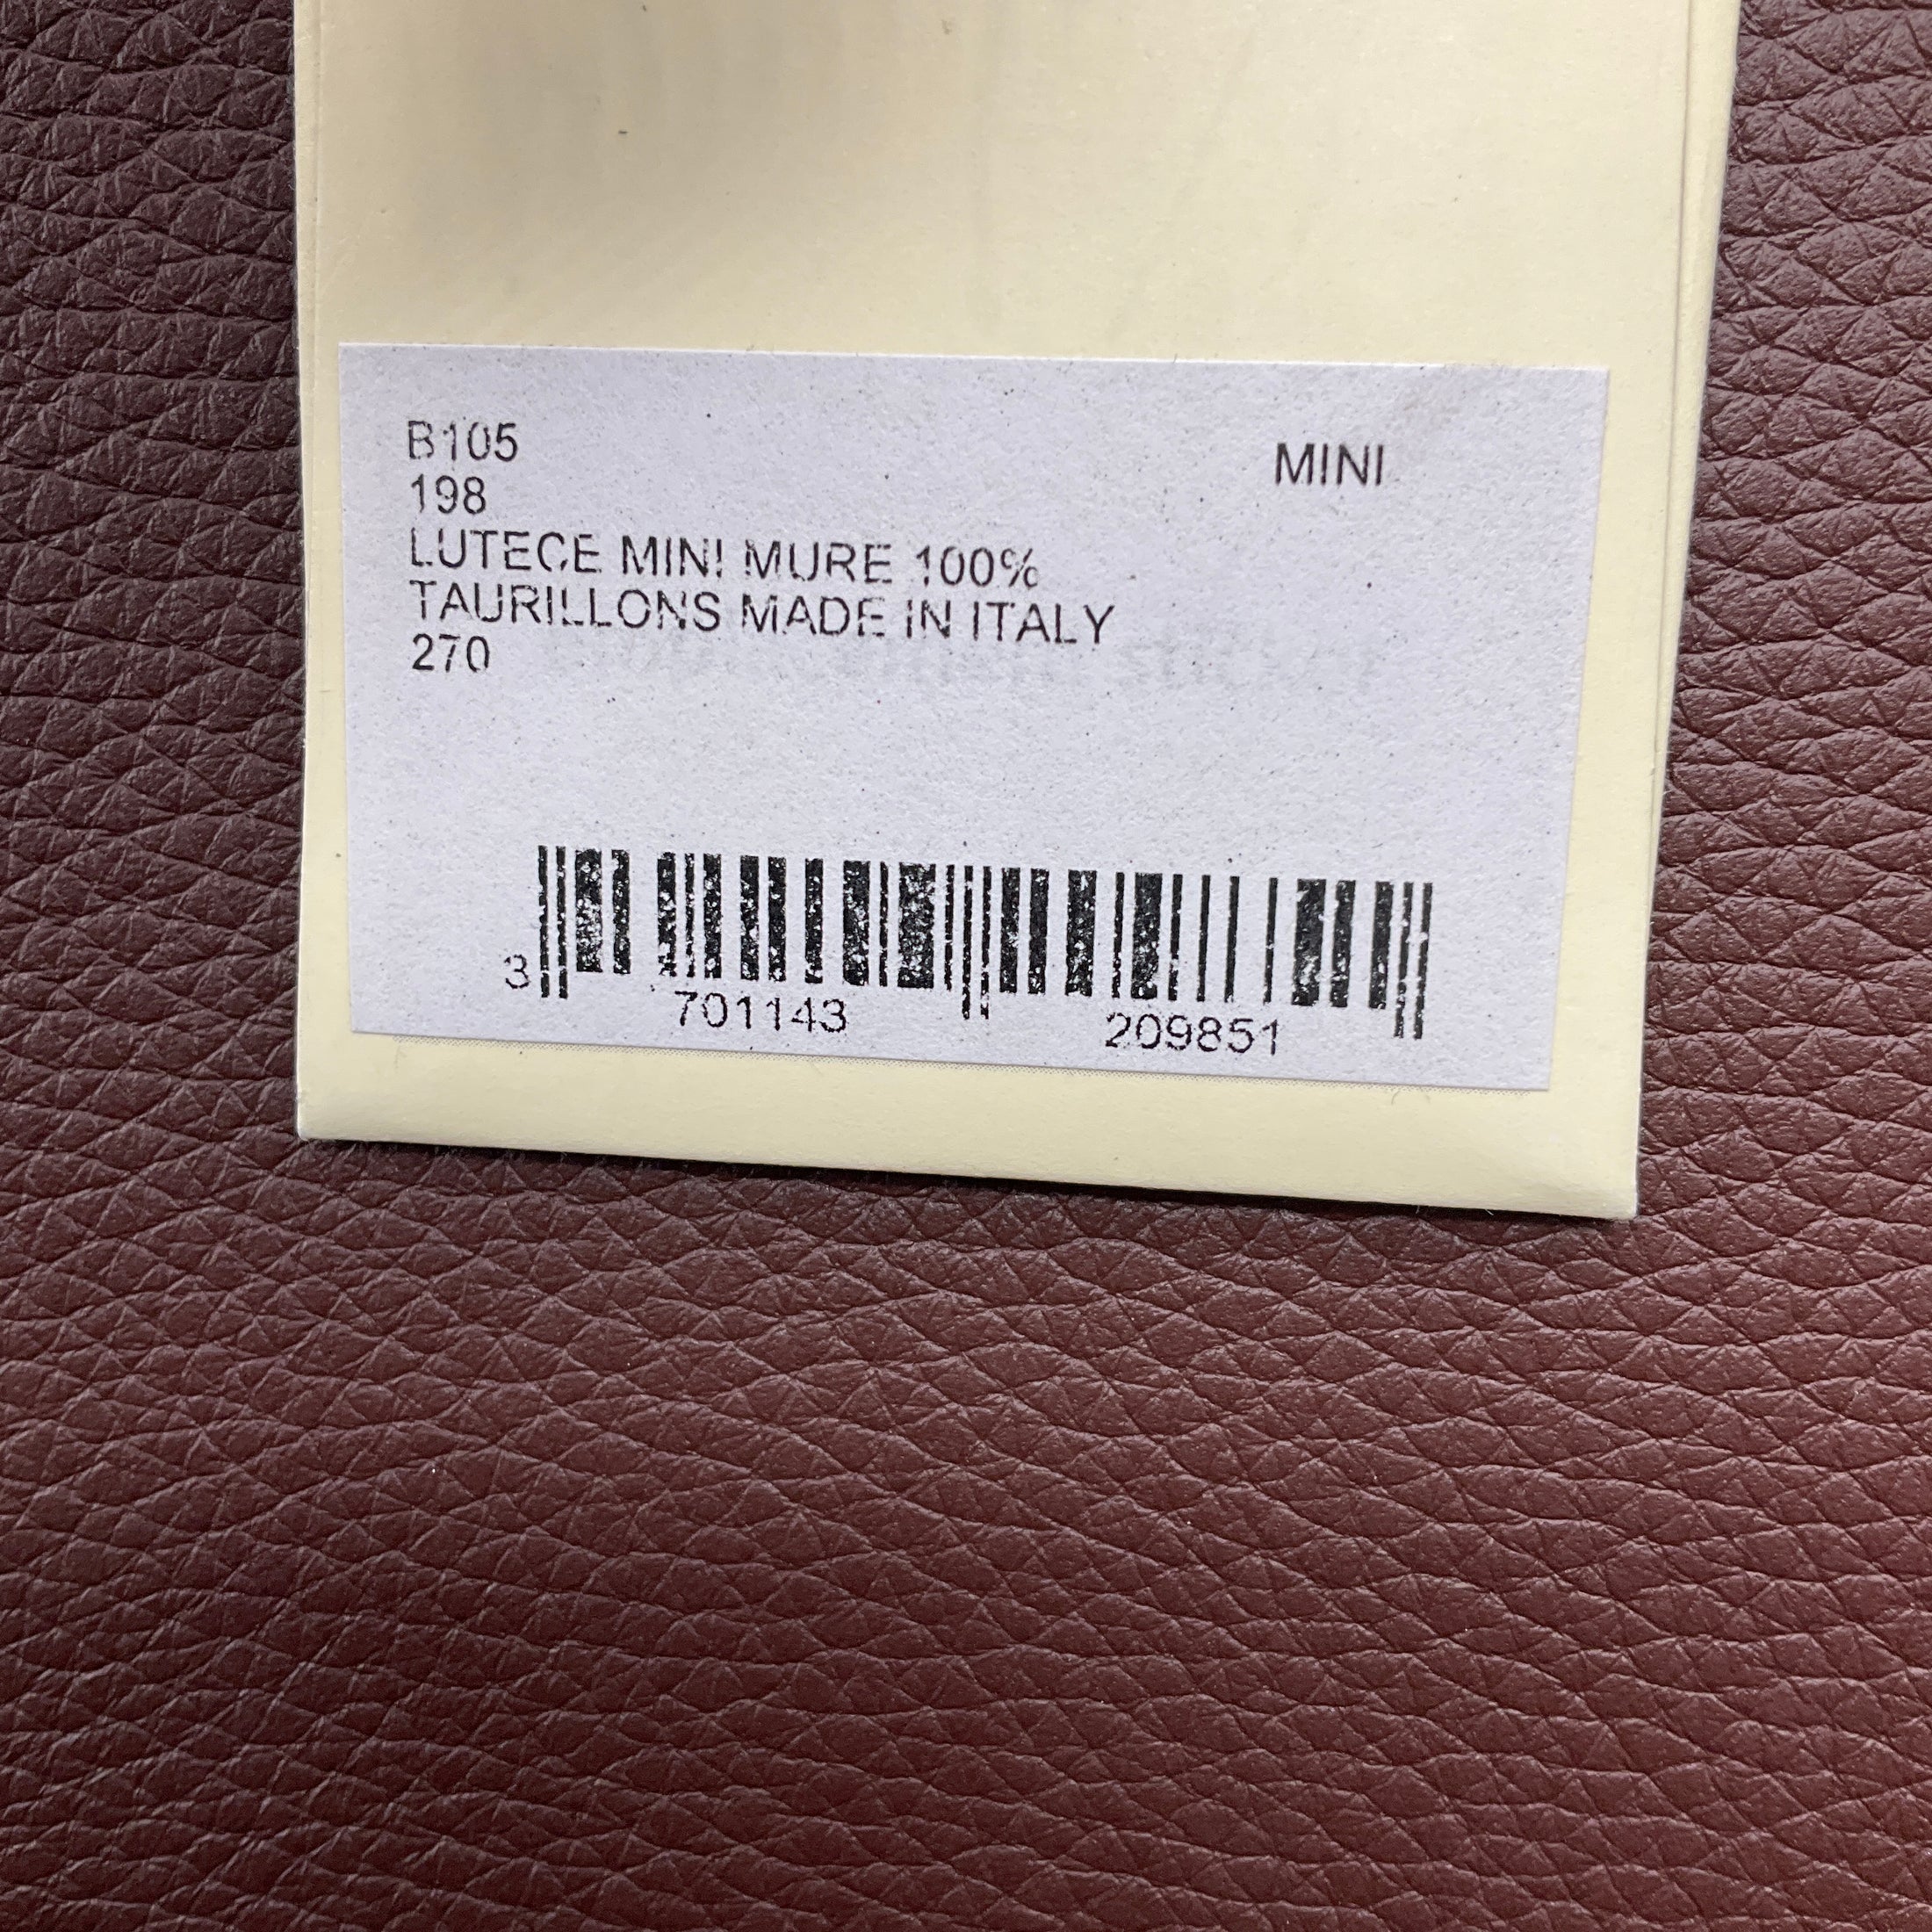 B105
MINI
198
LUTECE MINI MURE 100%
TAURILLONS MADE IN ITALY
270
3 701143 209851